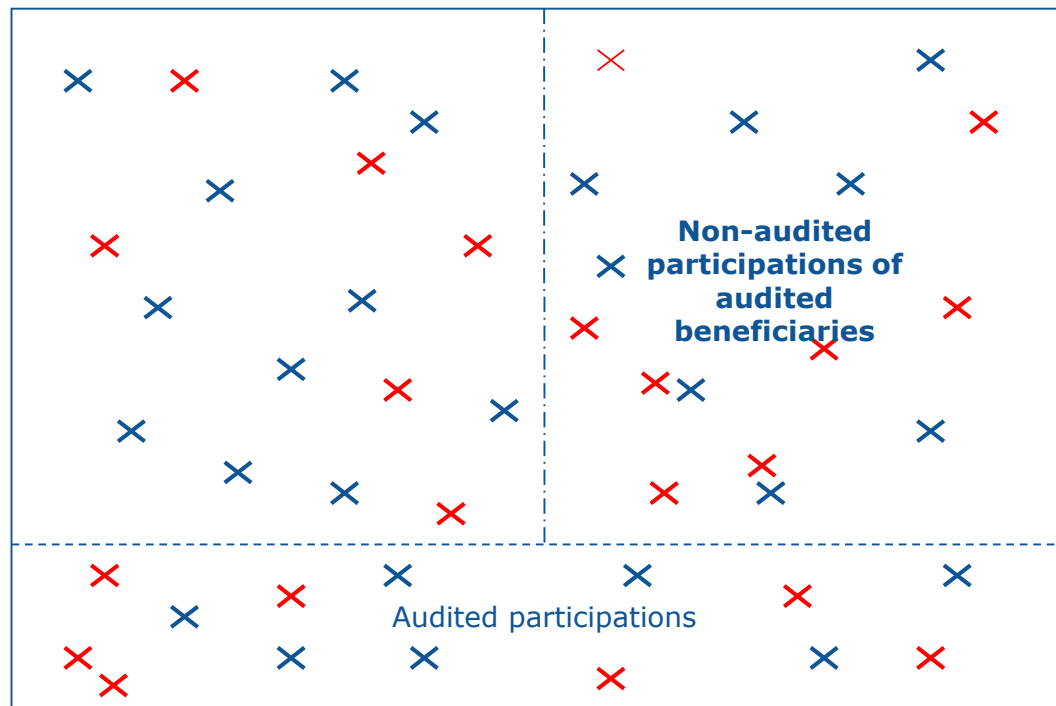 Non-audited
participations of
audited
beneficiaries
Audited participations